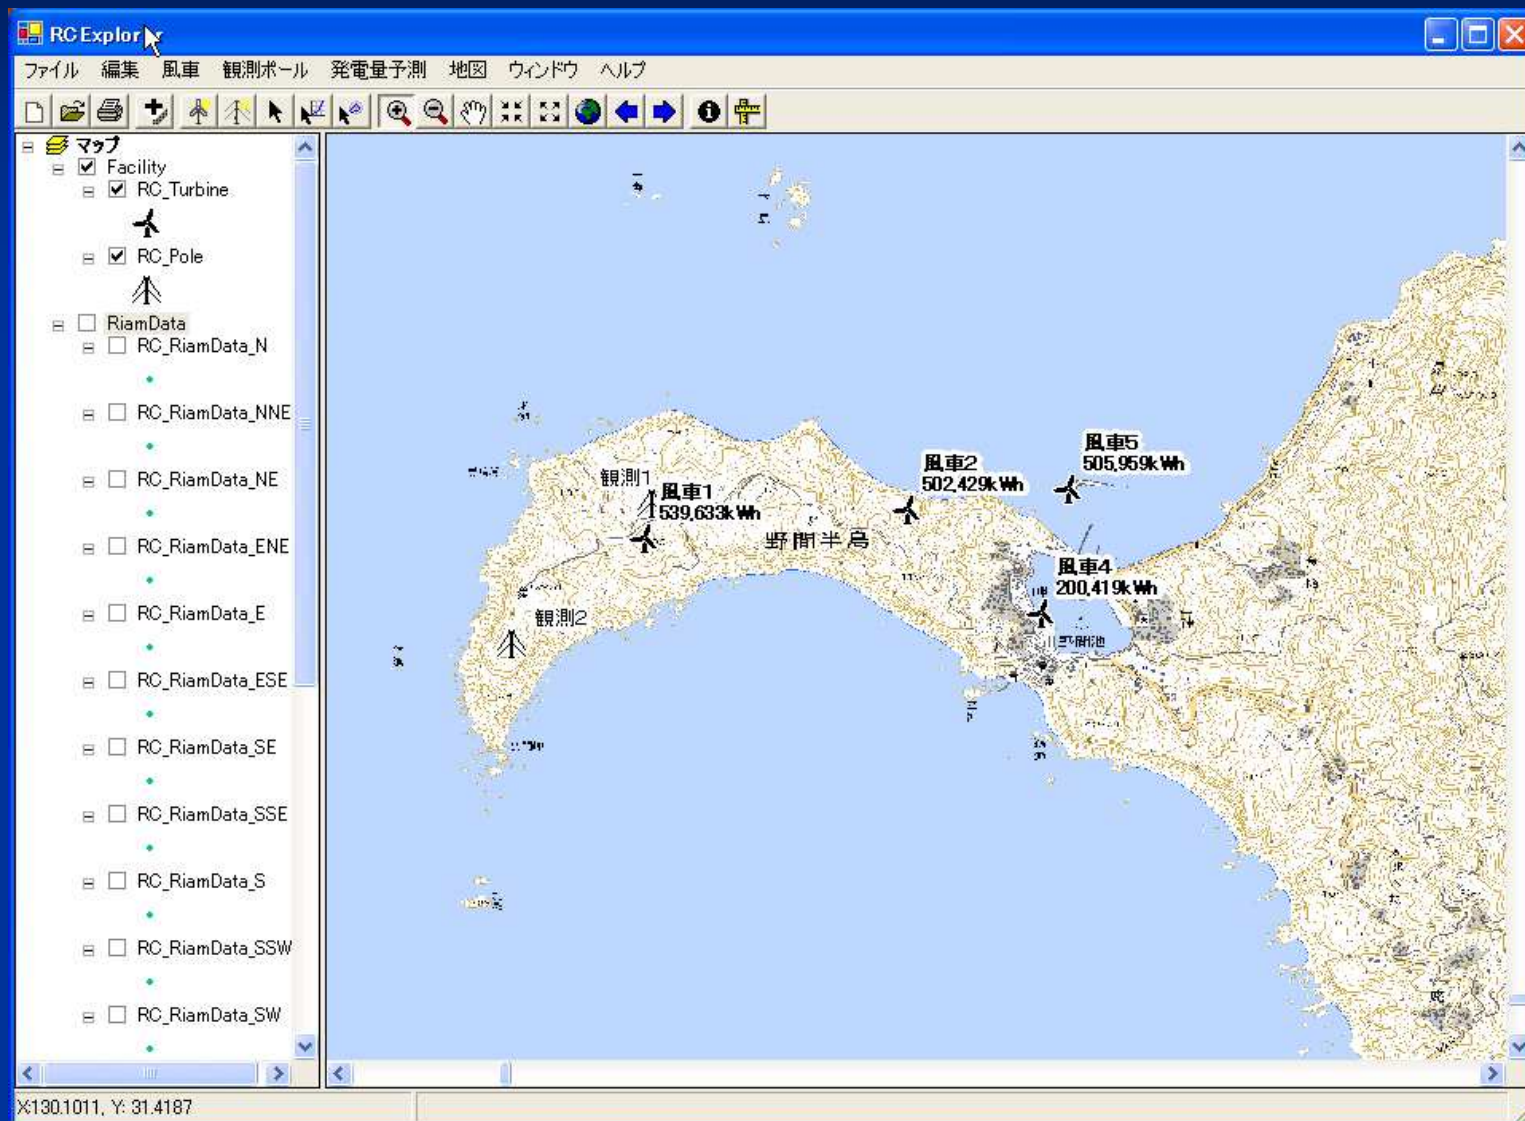 RC Explorer
ファイル 編集 風車 観測ポール 発電量予測 地図 ウィンドウ ヘルプ
マップ
Facility
RC_Turbine
RC_Pole
RiamData
RC_RiamData_N
RC_RiamData_NNE
RC_RiamData_NE
RC_RiamData_ENE
RC_RiamData_E
RC_RiamData_ESE
RC_RiamData_SE
RC_RiamData_SSE
RC_RiamData_S
RC_RiamData_SSW
RC_RiamData_SW
風車5
505,959kWh
風車2
502,429kWh
観測1
風車1
539,633kWh
野間半島
風車4
200,419kWh
観測2
野間池
X:130.1011, Y: 31.4187